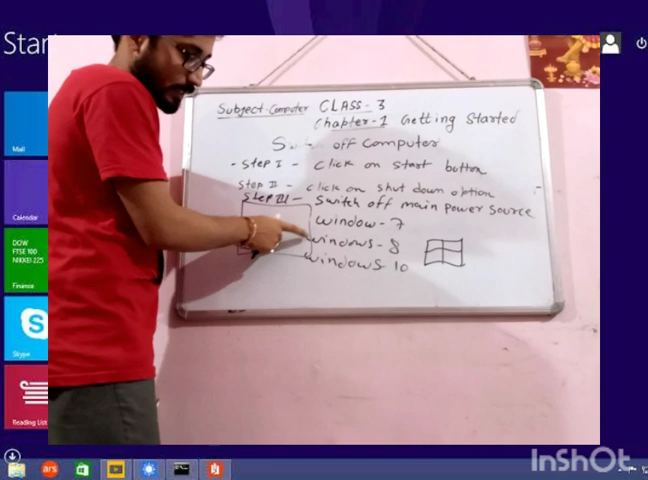 Start
Subject-Computer CLASS-3
Chapter-1 Getting Started
off Computer
- Step I - Click on start button
Step II - click on shut down option
Step III - Switch off main power source
window-7
windows-8
windows 10
Mail
Calendar
DOW
FTSE 100
NIKKEI 225
Finance
Skype
Reading List
ars
InShOt